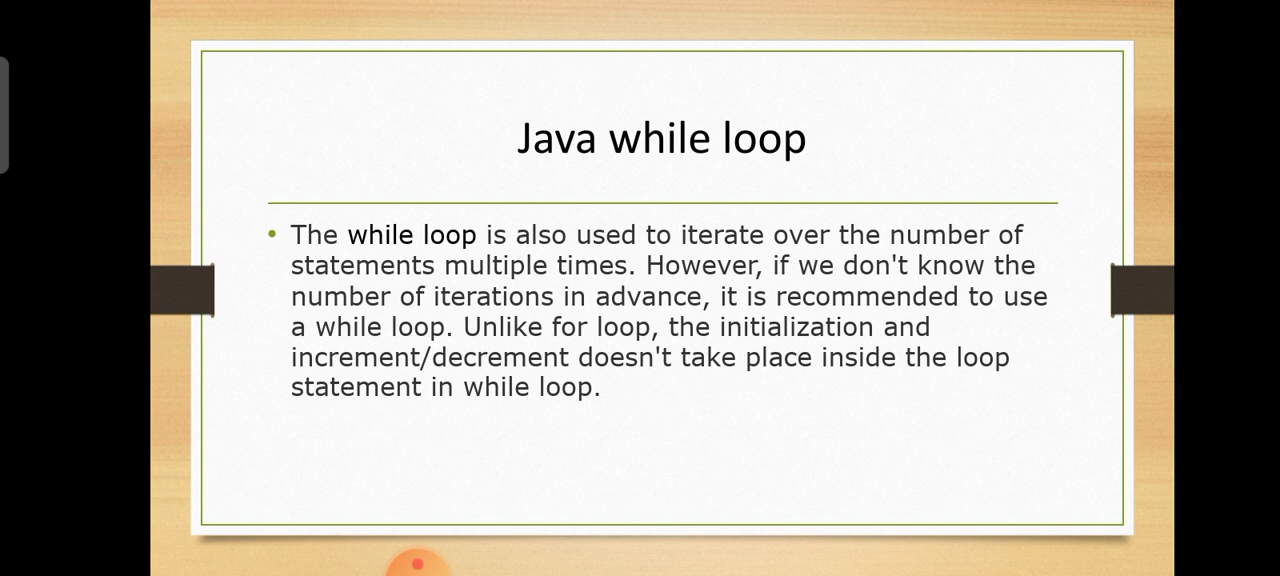 Java while loop
• The while loop is also used to iterate over the number of
statements multiple times. However, if we don't know the
number of iterations in advance, it is recommended to use
a while loop. Unlike for loop, the initialization and
increment/decrement doesn't take place inside the loop
statement in while loop.